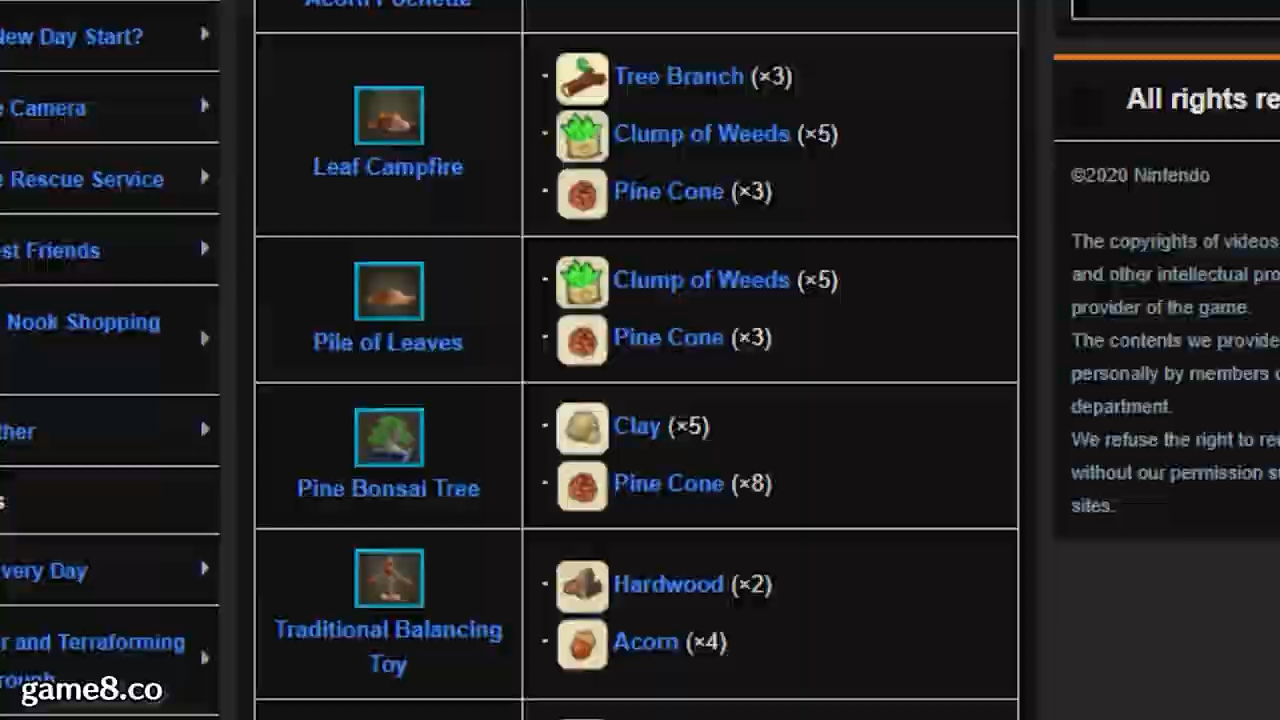 New Day Start?
Camera
Rescue Service
st Friends
Nook Shopping
ther
s
very Day
r and Terraforming
game8.co
Acorn Pochette
Leaf Campfire
Tree Branch (×3)
Clump of Weeds (×5)
Pine Cone (×3)
Pile of Leaves
Clump of Weeds (×5)
Pine Cone (×3)
Pine Bonsai Tree
Clay (×5)
Pine Cone (×8)
Traditional Balancing
Toy
Hardwood (×2)
Acorn (×4)
All rights re
©2020 Nintendo
The copyrights of videos
and other intellectual pro
provider of the game.
The contents we provide
personally by members
department.
We refuse the right to re
without our permission s
sites.